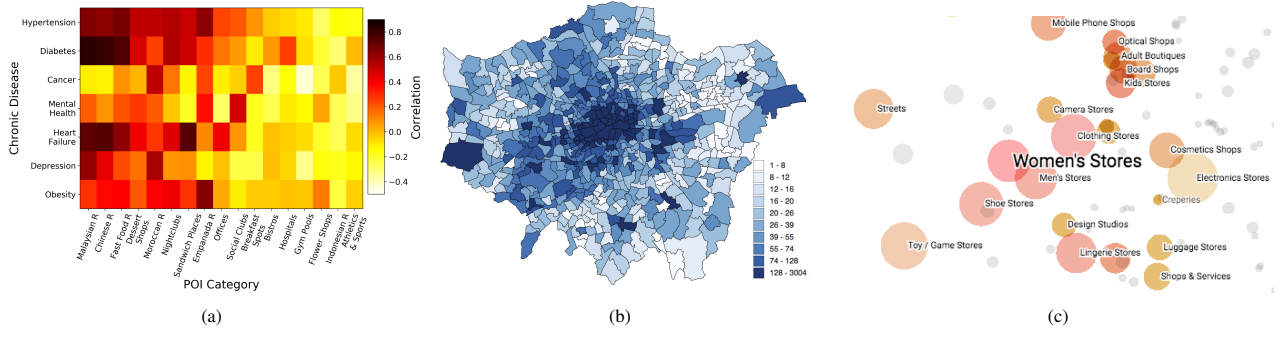 Hypertension
Diabetes
Cancer
Mental
Health
Heart
Failure
Depression
Obesity
Chronic Disease
Malaysian R
Chinese R
Fast Food R
Dessert
Shops
Moroccan R
Nightclubs
Sandwich Places
Empanada R
Offices
Social Clubs
Breakfast
Spots
Bistros
Hospitals
Gym Pools
Flower Shops
Indonesian R
Athletics
& Sports
POI Category
0.8
0.6
0.4
0.2
0.0
−0.2
−0.4
Correlation
(a)
1 - 8
8 - 12
12 - 16
16 - 20
20 - 26
26 - 39
39 - 55
55 - 74
74 - 128
128 - 3004
(b)
Mobile Phone Shops
Optical Shops
Adult Boutiques
Board Shops
Kids Stores
Streets
Camera Stores
Clothing Stores
Women's Stores
Cosmetics Shops
Men's Stores
Electronics Stores
Creperies
Shoe Stores
Design Studios
Toy / Game Stores
Lingerie Stores
Luggage Stores
Shops & Services
(c)